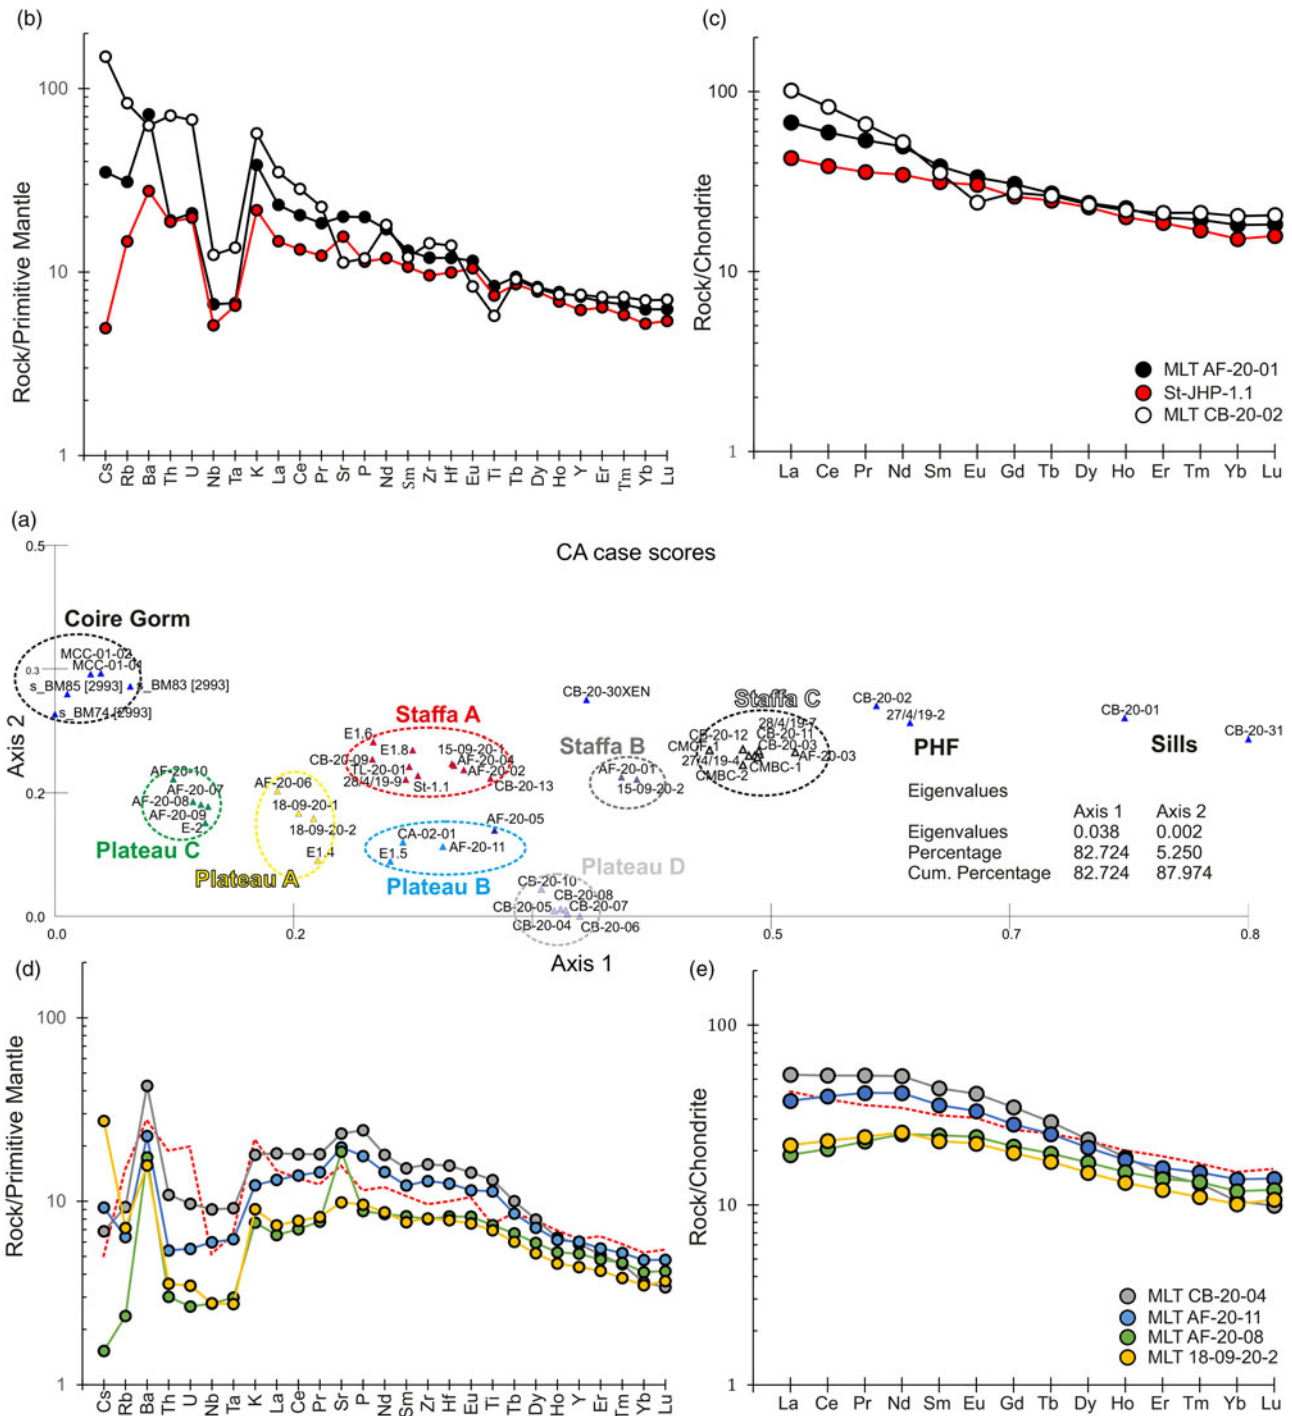 (b)
Rock/Primitive Mantle
100
10
1
Cs Rb Ba Th U Nb Ta K La Ce Pr Sr P Nd Sm Zr Hf Eu Ti Tb Dy Ho Y Er Tm Yb Lu
(c)
Rock/Chondrite
100
10
1
MLT AF-20-01
St-JHP-1.1
MLT CB-20-02
La Ce Pr Nd Sm Eu Gd Tb Dy Ho Er Tm Yb Lu
(a)
CA case scores
0.5
0.3
0.2
0.0
Axis 2
Coire Gorm
MCC-01-02
MCC-01-01
s_BM85 [2993]
s_BM83 [2993]
s_BM74 [2993]
AF-20-10
AF-20-07
AF-20-08
AF-20-09
E-2
Plateau C
AF-20-06
18-09-20-1
18-09-20-2
E1.4
Plateau A
Staffa A
E1.6
E1.8
15-09-20-1
CB-20-09
AF-20-04
TL-20-01
AF-20-02
28/4/19-9
St-1.1
CB-20-13
CA-02-01
AF-20-05
E1.5
AF-20-11
Plateau B
CB-20-30XEN
Staffa B
AF-20-01
15-09-20-2
Plateau D
CB-20-10
CB-20-08
CB-20-05
CB-20-07
CB-20-04
CB-20-06
Staffa C
28/4/19-7
CB-20-12
CB-20-11
CMGF-1
CB-20-03
27/4/19-4
AF-20-03
CMBC-2
CMBC-1
CB-20-02
27/4/19-2
PHF
CB-20-01
Sills
CB-20-31
Eigenvalues
Axis 1 Axis 2
Eigenvalues 0.038 0.002
Percentage 82.724 5.250
Cum. Percentage 82.724 87.974
0.0 0.2 0.5 0.7 0.8
Axis 1
(d)
Rock/Primitive Mantle
100
10
1
Cs Rb Ba Th U Nb Ta K La Ce Pr Sr P Nd Sm Zr Hf Eu Ti Tb Dy Ho Y Er Tm Yb Lu
(e)
Rock/Chondrite
100
10
1
MLT CB-20-04
MLT AF-20-11
MLT AF-20-08
MLT 18-09-20-2
La Ce Pr Nd Sm Eu Gd Tb Dy Ho Er Tm Yb Lu